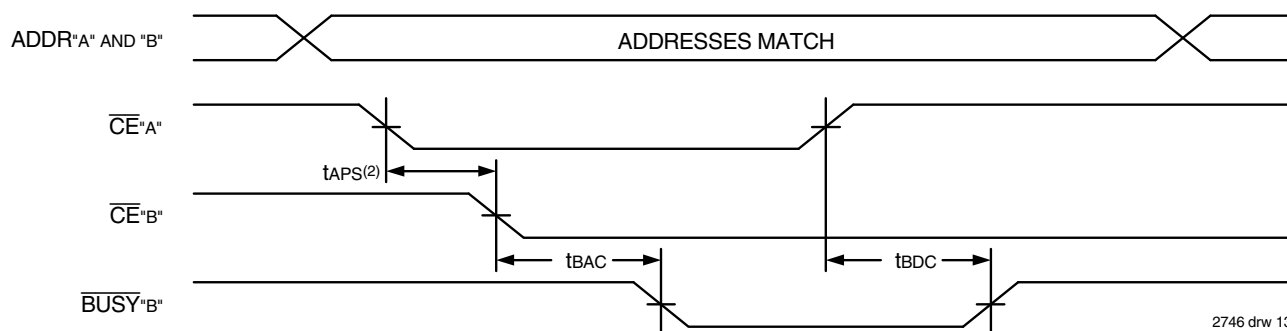 ADDR"A" AND "B"
ADDRESSES MATCH
CE"A"
tAPS(2)
CE"B"
tBAC
tBDC
BUSY"B"
2746 drw 13